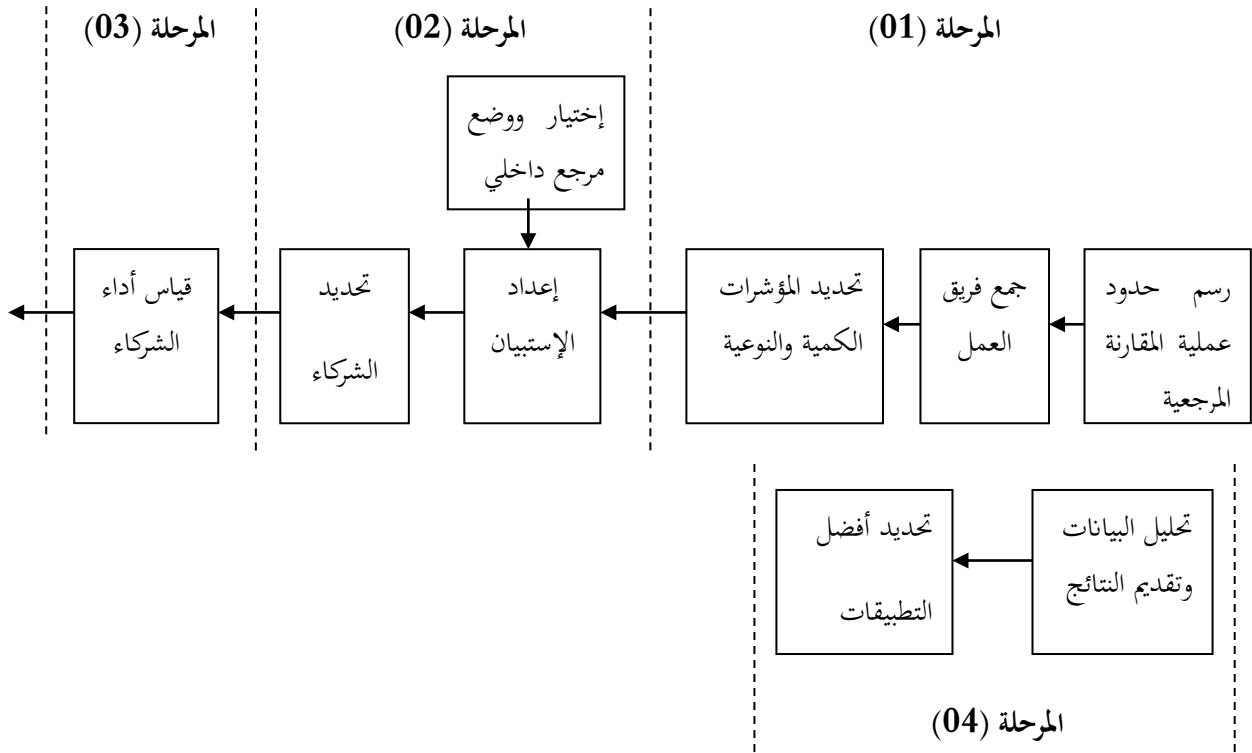 المرحلة (01)
المرحلة (02)
المرحلة (03)
إختيار ووضع
مرجع داخلي
رسم حدود
عملية المقارنة
المرجعية
جمع فريق
العمل
تحديد المؤشرات
الكمية والنوعية
إعداد
الإستبيان
تحديد
الشركاء
قياس أداء
الشركاء
تحليل البيانات
وتقديم النتائج
تحديد أفضل
التطبيقات
المرحلة (04)